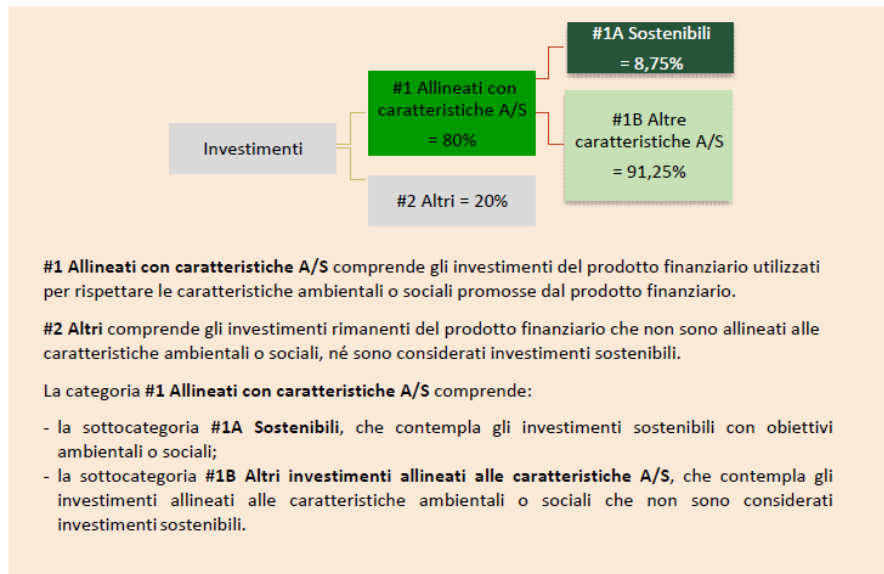 #1A Sostenibili
= 8,75%
#1 Allineati con
caratteristiche A/S
= 80%
#1B Altre
caratteristiche A/S
= 91,25%
Investimenti
#2 Altri = 20%
#1 Allineati con caratteristiche A/S comprende gli investimenti del prodotto finanziario utilizzati
per rispettare le caratteristiche ambientali o sociali promosse dal prodotto finanziario.
#2 Altri comprende gli investimenti rimanenti del prodotto finanziario che non sono allineati alle
caratteristiche ambientali o sociali, né sono considerati investimenti sostenibili.
La categoria #1 Allineati con caratteristiche A/S comprende:
- la sottocategoria #1A Sostenibili, che contempla gli investimenti sostenibili con obiettivi
ambientali o sociali;
- la sottocategoria #1B Altri investimenti allineati alle caratteristiche A/S, che contempla gli
investimenti allineati alle caratteristiche ambientali o sociali che non sono considerati
investimenti sostenibili.